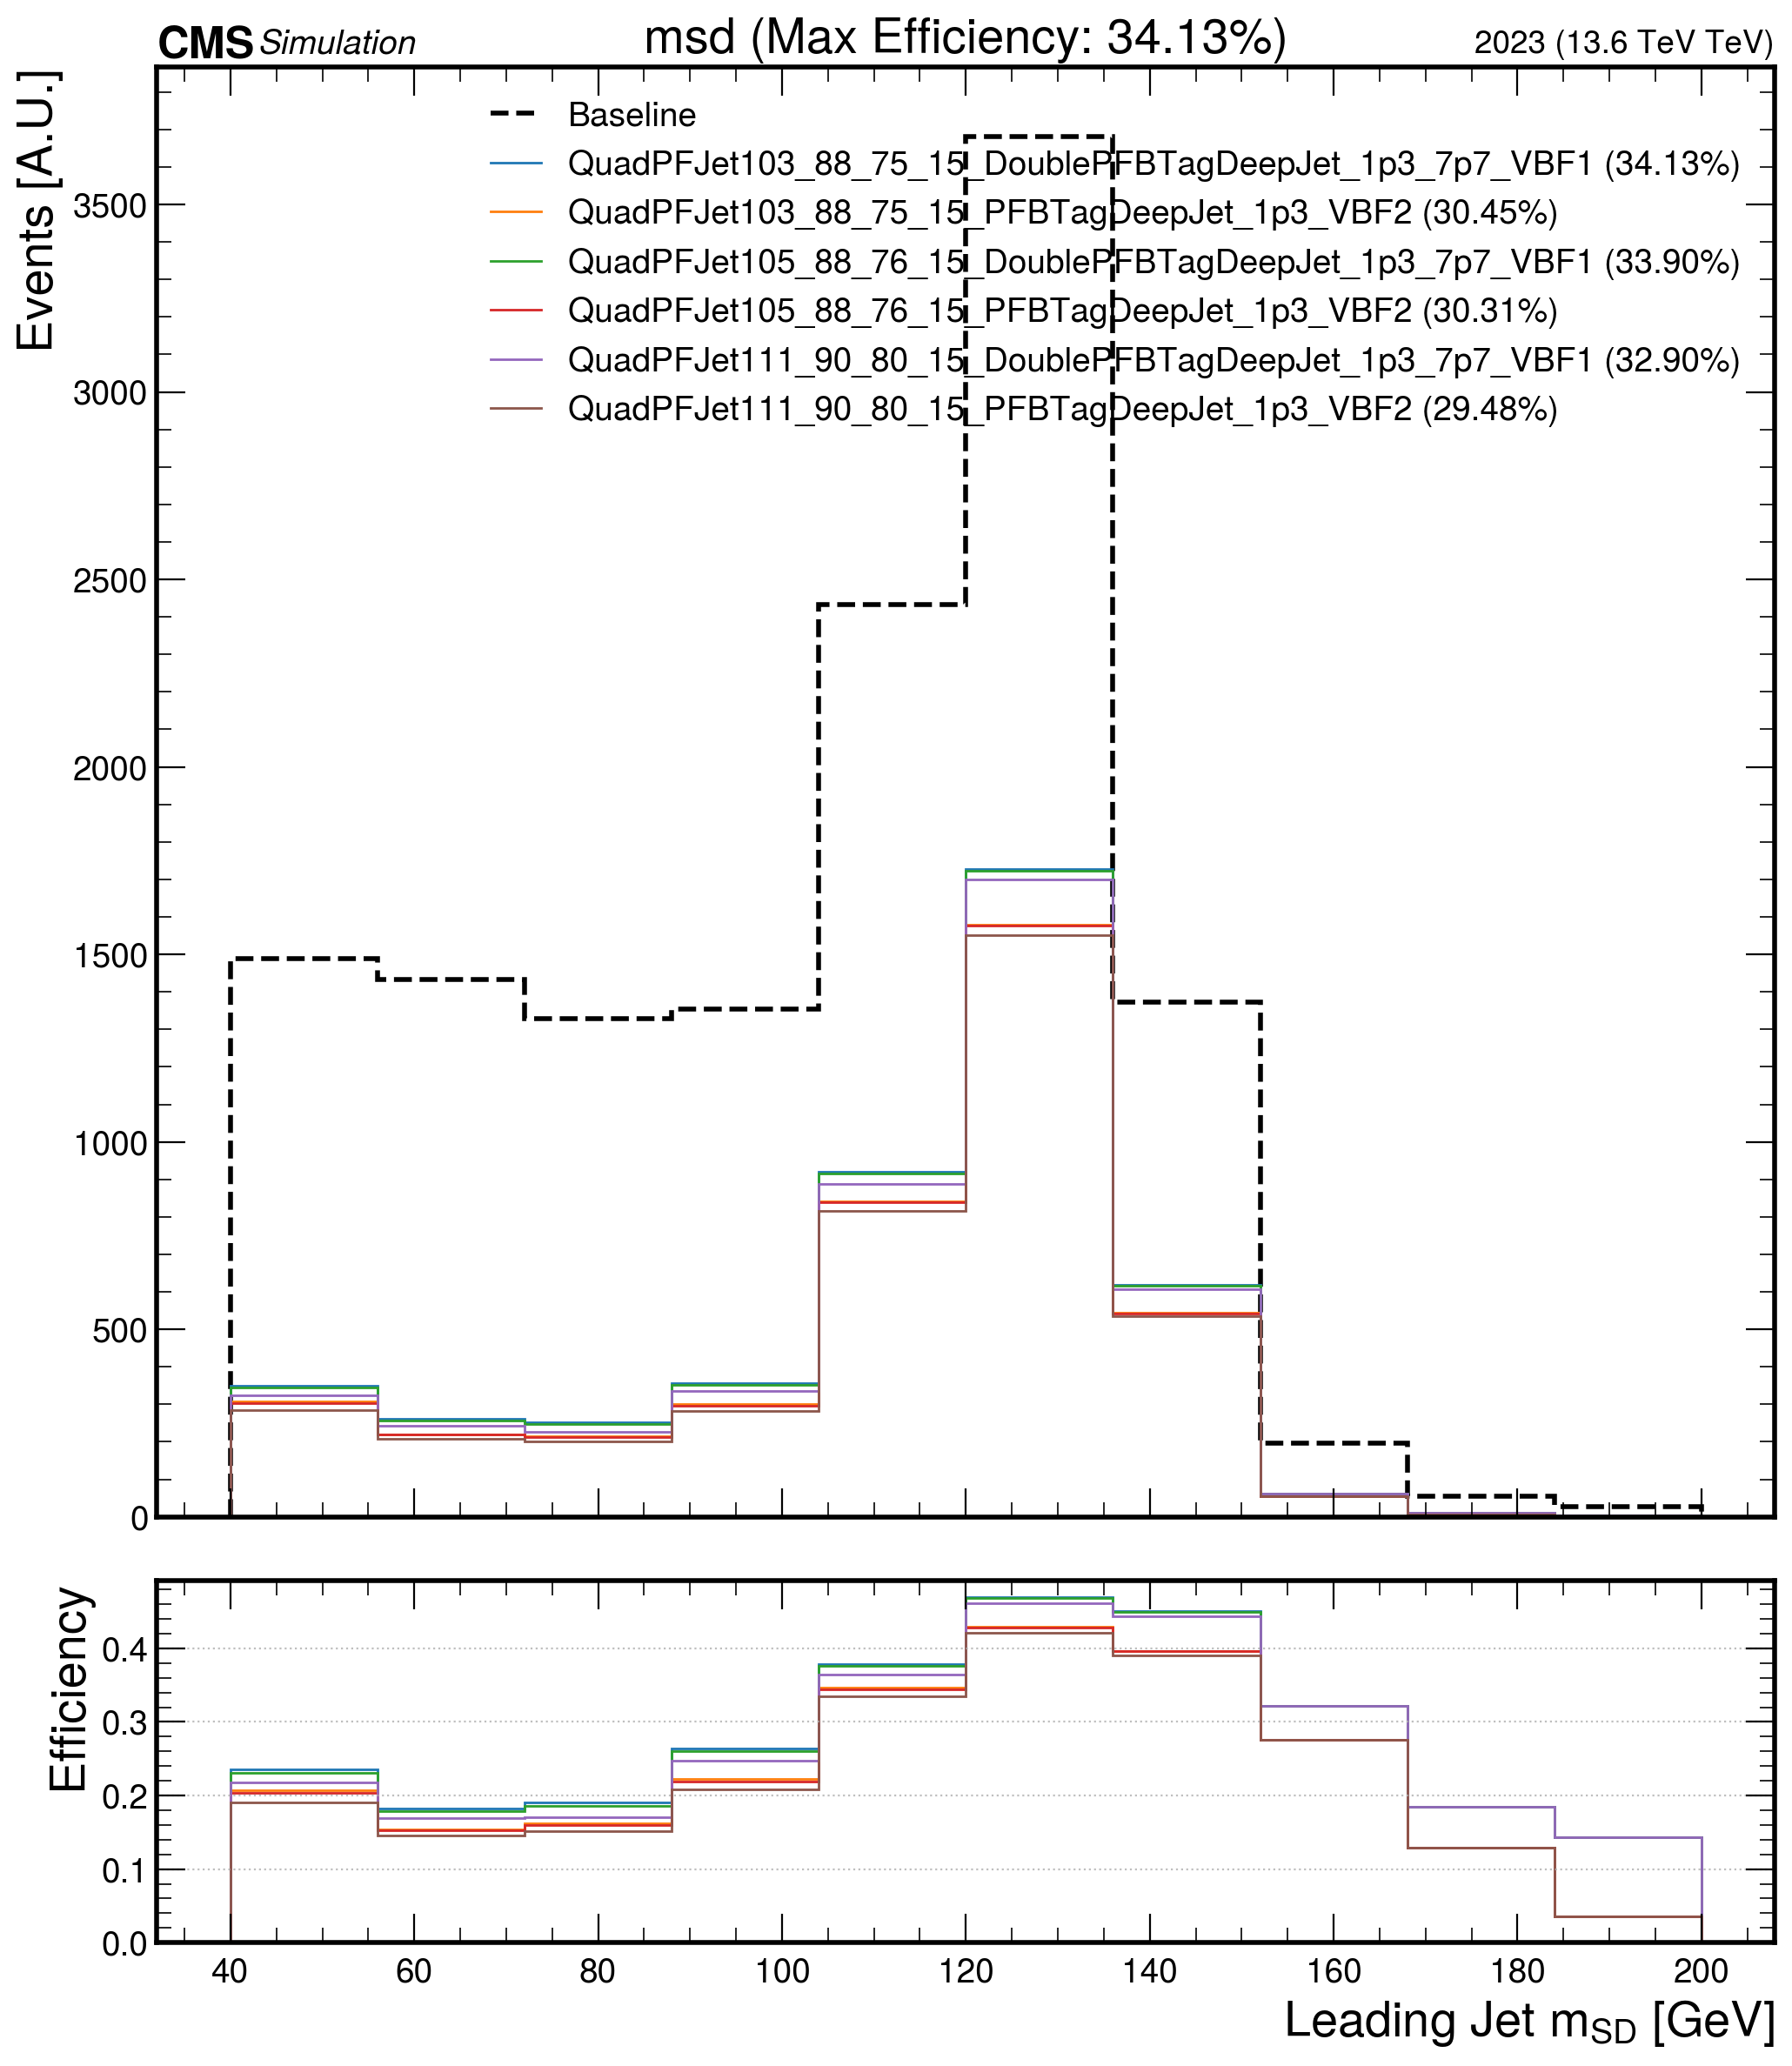 CMS Simulation msd (Max Efficiency: 34.13%) 2023 (13.6 TeV TeV)
Events [A.U.]
Baseline
QuadPFJet103_88_75_15_DoublePFBTagDeepJet_1p3_7p7_VBF1 (34.13%)
QuadPFJet103_88_75_15_PFBTagDeepJet_1p3_VBF2 (30.45%)
QuadPFJet105_88_76_15_DoublePFBTagDeepJet_1p3_7p7_VBF1 (33.90%)
QuadPFJet105_88_76_15_PFBTagDeepJet_1p3_VBF2 (30.31%)
QuadPFJet111_90_80_15_DoublePFBTagDeepJet_1p3_7p7_VBF1 (32.90%)
QuadPFJet111_90_80_15_PFBTagDeepJet_1p3_VBF2 (29.48%)
3500
3000
2500
2000
1500
1000
500
0
Efficiency
0.4
0.3
0.2
0.1
0.0
40 60 80 100 120 140 160 180 200
Leading Jet mSD [GeV]